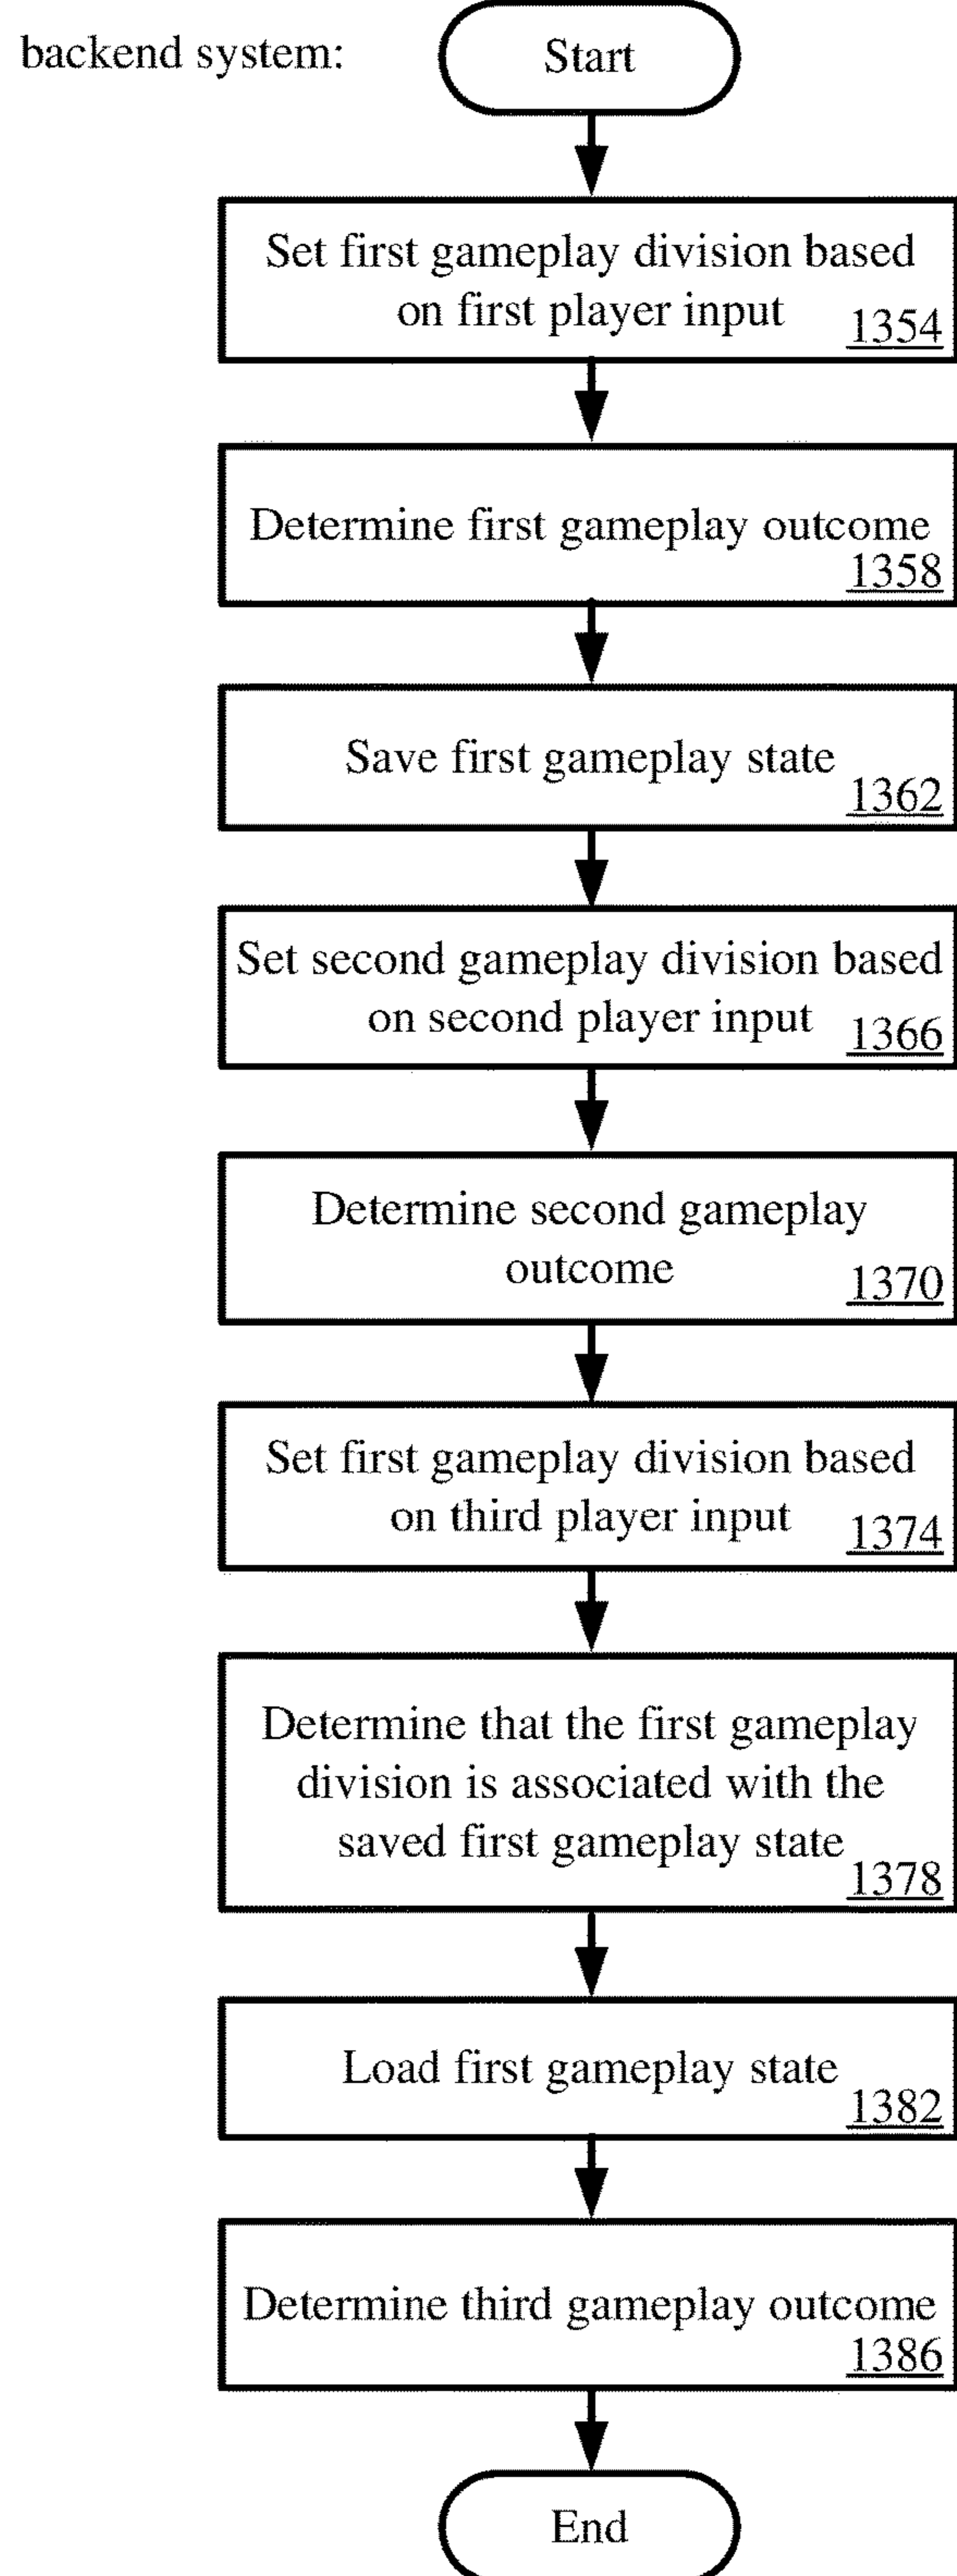 backend system:
Start
Set first gameplay division based
on first player input
1354
Determine first gameplay outcome
1358
Save first gameplay state
1362
Set second gameplay division based
on second player input
1366
Determine second gameplay
outcome
1370
Set first gameplay division based
on third player input
1374
Determine that the first gameplay
division is associated with the
saved first gameplay state
1378
Load first gameplay state
1382
Determine third gameplay outcome
1386
End